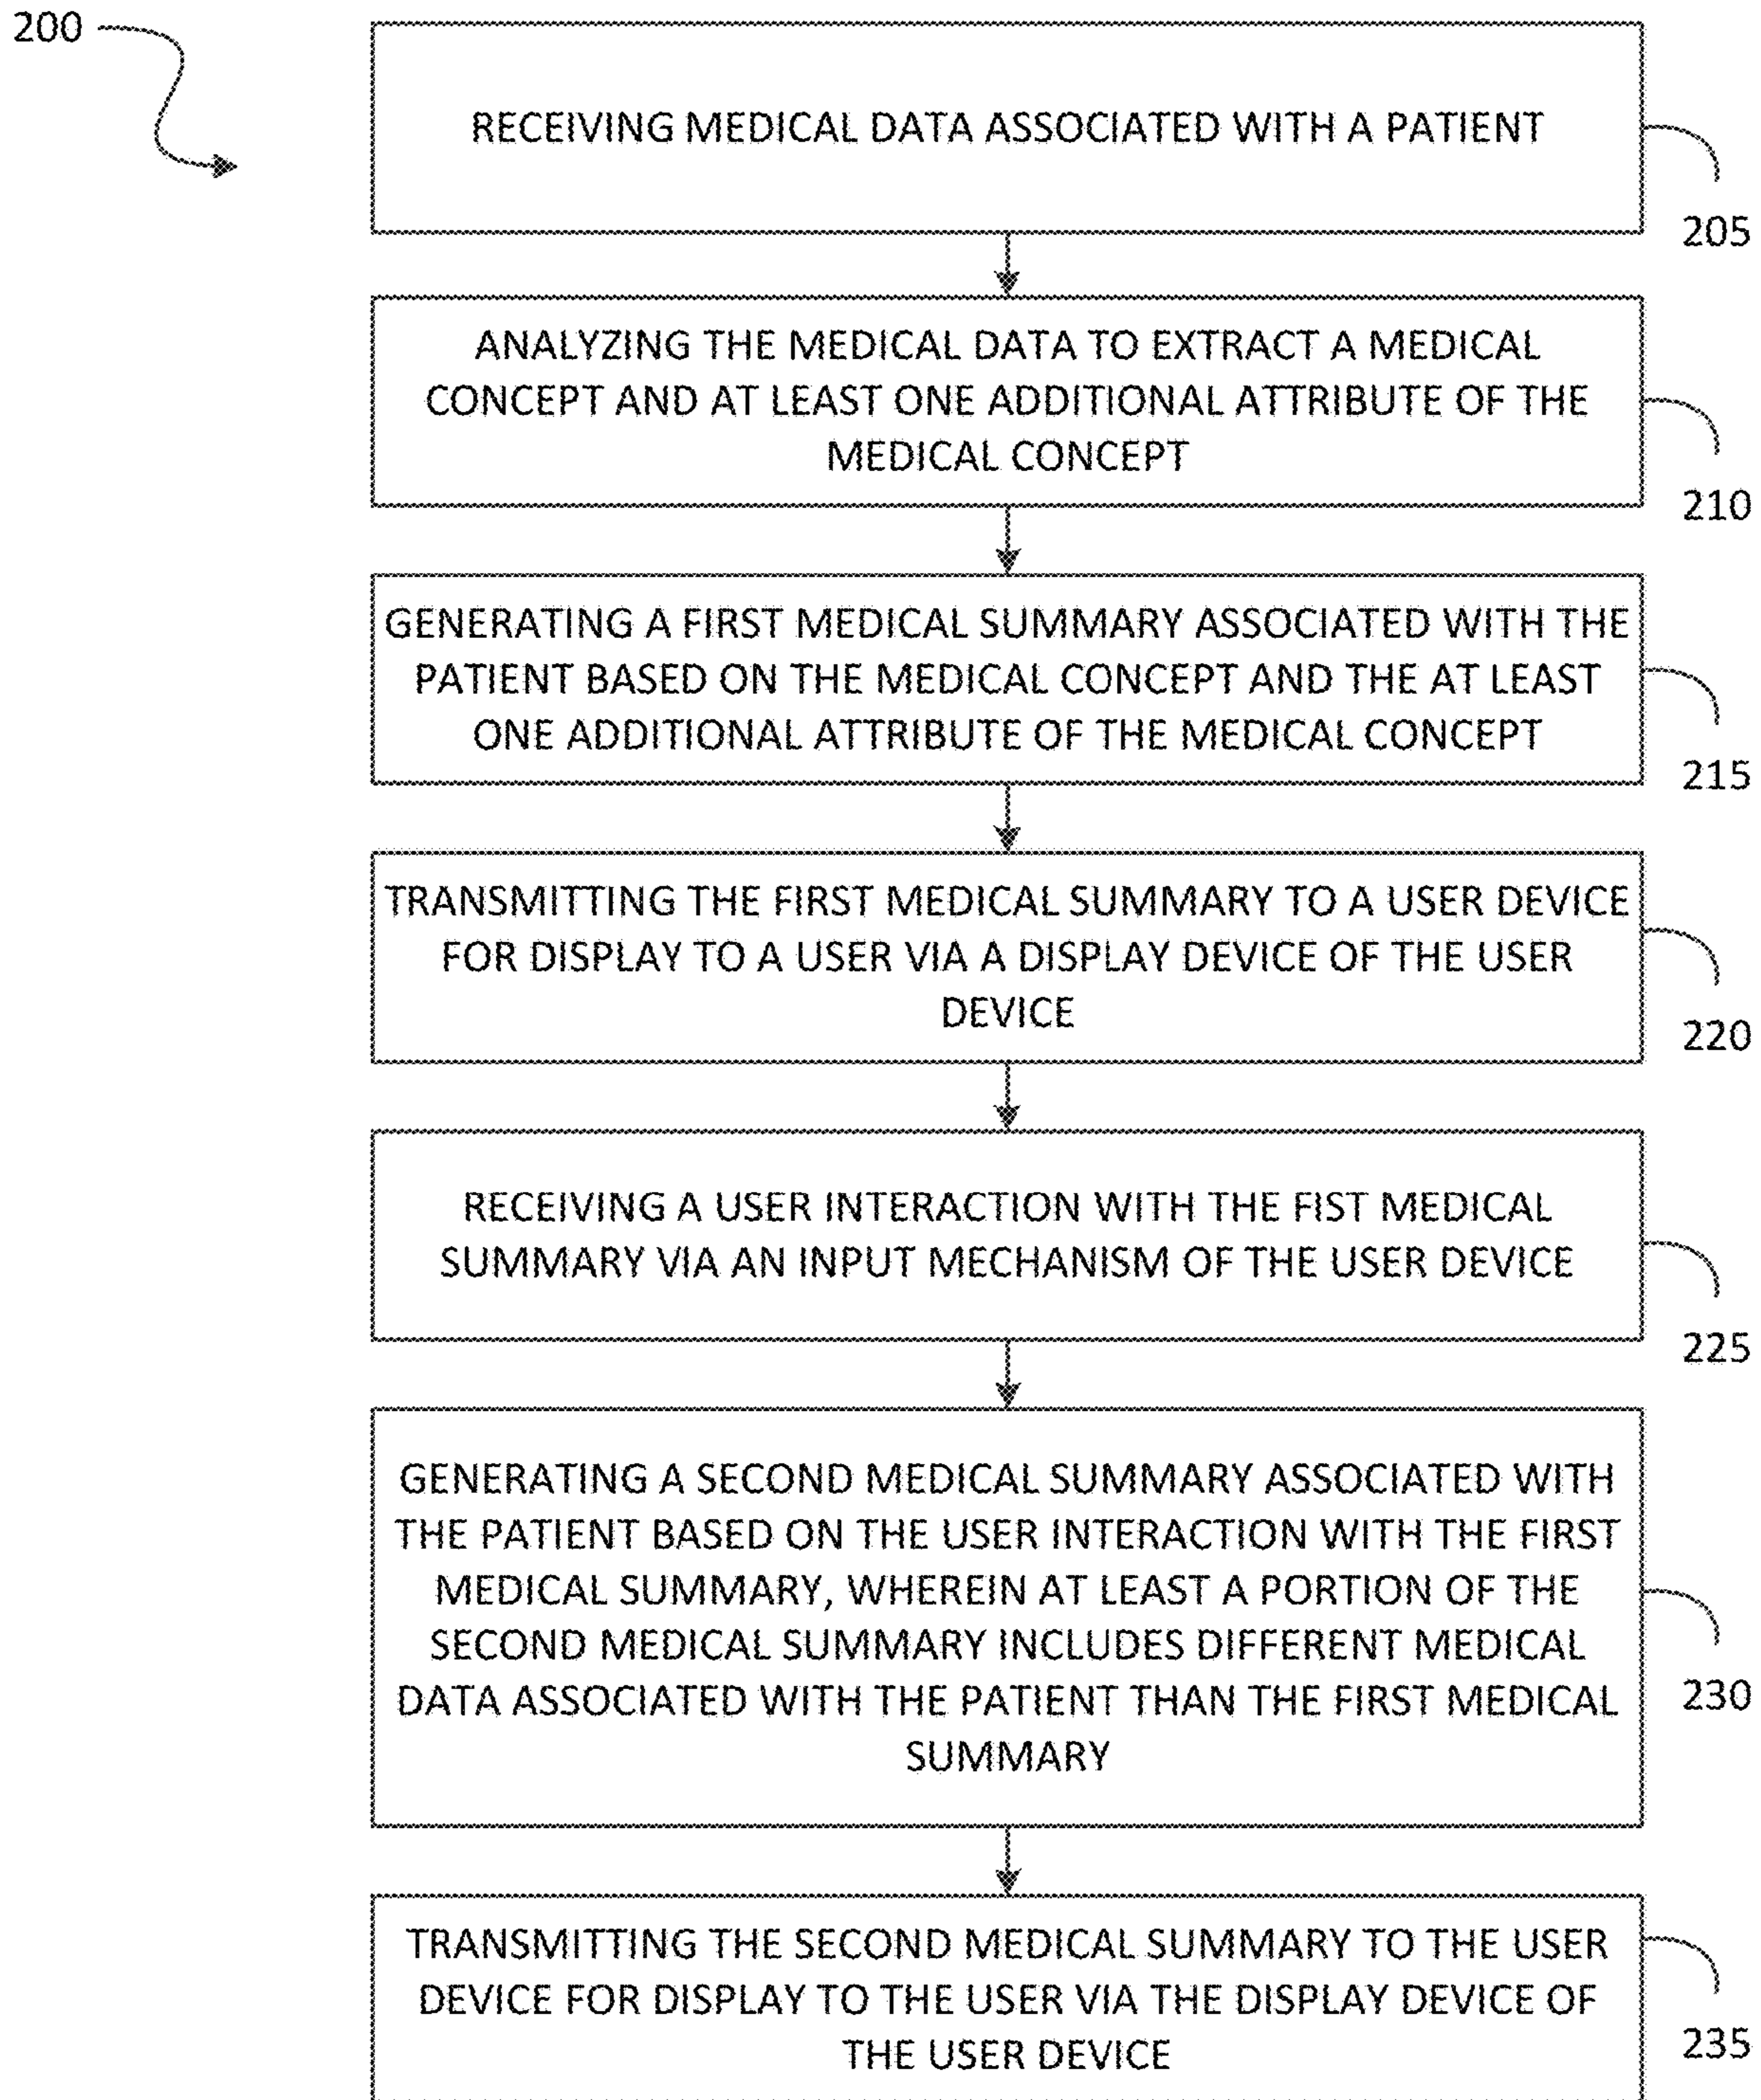 200
RECEIVING MEDICAL DATA ASSOCIATED WITH A PATIENT
205
ANALYZING THE MEDICAL DATA TO EXTRACT A MEDICAL
CONCEPT AND AT LEAST ONE ADDITIONAL ATTRIBUTE OF THE
MEDICAL CONCEPT
210
GENERATING A FIRST MEDICAL SUMMARY ASSOCIATED WITH THE
PATIENT BASED ON THE MEDICAL CONCEPT AND THE AT LEAST
ONE ADDITIONAL ATTRIBUTE OF THE MEDICAL CONCEPT
215
TRANSMITTING THE FIRST MEDICAL SUMMARY TO A USER DEVICE
FOR DISPLAY TO A USER VIA A DISPLAY DEVICE OF THE USER
DEVICE
220
RECEIVING A USER INTERACTION WITH THE FIST MEDICAL
SUMMARY VIA AN INPUT MECHANISM OF THE USER DEVICE
225
GENERATING A SECOND MEDICAL SUMMARY ASSOCIATED WITH
THE PATIENT BASED ON THE USER INTERACTION WITH THE FIRST
MEDICAL SUMMARY, WHEREIN AT LEAST A PORTION OF THE
SECOND MEDICAL SUMMARY INCLUDES DIFFERENT MEDICAL
DATA ASSOCIATED WITH THE PATIENT THAN THE FIRST MEDICAL
SUMMARY
230
TRANSMITTING THE SECOND MEDICAL SUMMARY TO THE USER
DEVICE FOR DISPLAY TO THE USER VIA THE DISPLAY DEVICE OF
THE USER DEVICE
235